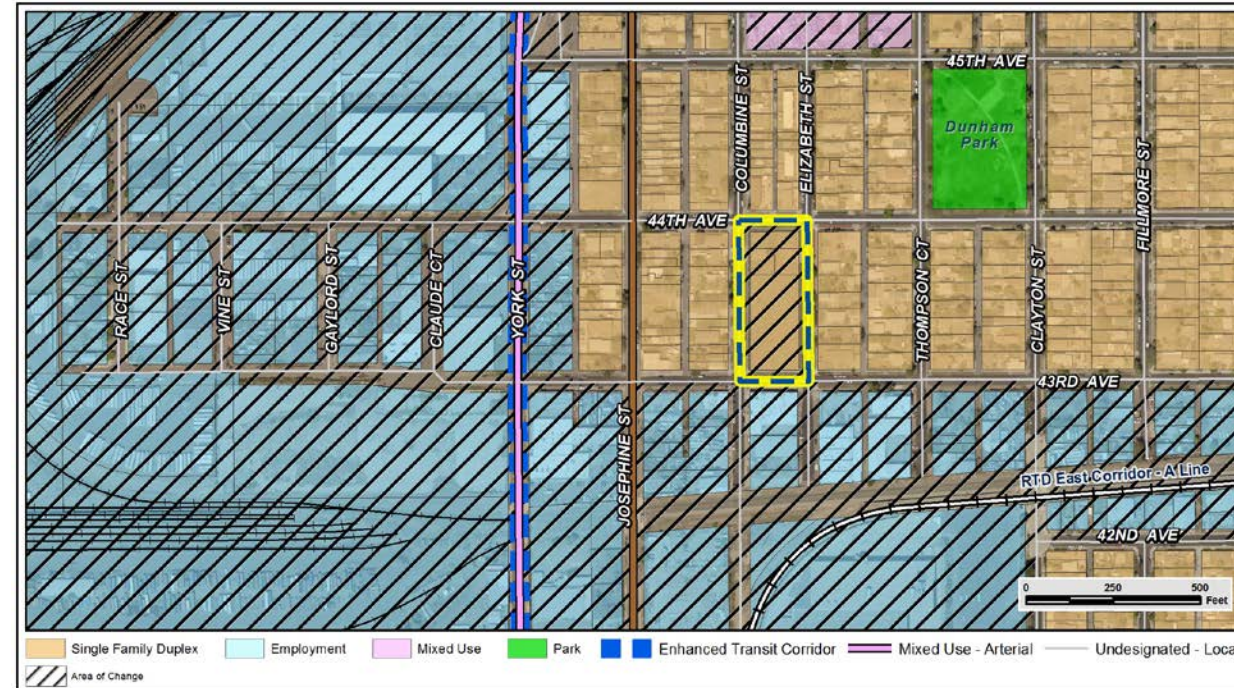 45TH AVE
Dunham
Park
COLUMBINE ST
ELIZABETH ST
FILLMORE ST
44TH AVE
RACE ST
VINE ST
GAYLORD ST
CLAUDE CT
YORK ST
THOMPSON CT
CLAYTON ST
43RD AVE
JOSEPHINE ST
RTD East Corridor - A Line
42ND AVE
0 250 500
Feet
Single Family Duplex Employment Mixed Use Park Enhanced Transit Corridor Mixed Use - Arterial Undesignated - Loca
Area of Change